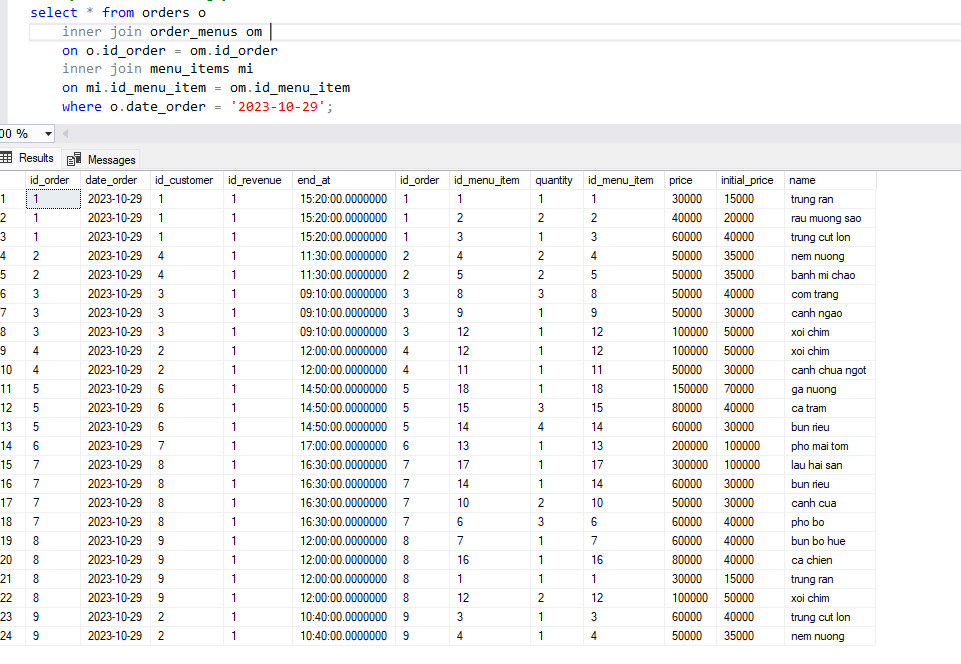 select * from orders o
inner join order_menus om
on o.id_order = om.id_order
inner join menu_items mi
on mi.id_menu_item = om.id_menu_item
where o.date_order = '2023-10-29';
00 %
Results Messages
id_order date_order id_customer id_revenue end_at id_order id_menu_item quantity id_menu_item price initial_price name
1 1 2023-10-29 1 1 15:20:00.0000000 1 1 1 1 30000 15000 trung ran
2 1 2023-10-29 1 1 15:20:00.0000000 1 2 2 2 40000 20000 rau muong sao
3 1 2023-10-29 1 1 15:20:00.0000000 1 3 1 3 60000 40000 trung cut lon
4 2 2023-10-29 4 1 11:30:00.0000000 2 4 2 4 50000 35000 nem nuong
5 2 2023-10-29 4 1 11:30:00.0000000 2 5 2 5 50000 35000 banh mi chao
6 3 2023-10-29 3 1 09:10:00.0000000 3 8 3 8 50000 40000 com trang
7 3 2023-10-29 3 1 09:10:00.0000000 3 9 1 9 50000 30000 canh ngao
8 3 2023-10-29 3 1 09:10:00.0000000 3 12 1 12 100000 50000 xoi chim
9 4 2023-10-29 2 1 12:00:00.0000000 4 12 1 12 100000 50000 xoi chim
10 4 2023-10-29 2 1 12:00:00.0000000 4 11 1 11 50000 30000 canh chua ngot
11 5 2023-10-29 6 1 14:50:00.0000000 5 18 1 18 150000 70000 ga nuong
12 5 2023-10-29 6 1 14:50:00.0000000 5 15 3 15 80000 40000 ca tram
13 5 2023-10-29 6 1 14:50:00.0000000 5 14 4 14 60000 30000 bun rieu
14 6 2023-10-29 7 1 17:00:00.0000000 6 13 1 13 200000 100000 pho mai tom
15 7 2023-10-29 8 1 16:30:00.0000000 7 17 1 17 300000 100000 lau hai san
16 7 2023-10-29 8 1 16:30:00.0000000 7 14 1 14 60000 30000 bun rieu
17 7 2023-10-29 8 1 16:30:00.0000000 7 10 2 10 50000 30000 canh cua
18 7 2023-10-29 8 1 16:30:00.0000000 7 6 3 6 60000 40000 pho bo
19 8 2023-10-29 9 1 12:00:00.0000000 8 7 1 7 60000 40000 bun bo hue
20 8 2023-10-29 9 1 12:00:00.0000000 8 16 1 16 80000 40000 ca chien
21 8 2023-10-29 9 1 12:00:00.0000000 8 1 1 1 30000 15000 trung ran
22 8 2023-10-29 9 1 12:00:00.0000000 8 12 2 12 100000 50000 xoi chim
23 9 2023-10-29 2 1 10:40:00.0000000 9 3 1 3 60000 40000 trung cut lon
24 9 2023-10-29 2 1 10:40:00.0000000 9 4 1 4 50000 35000 nem nuong